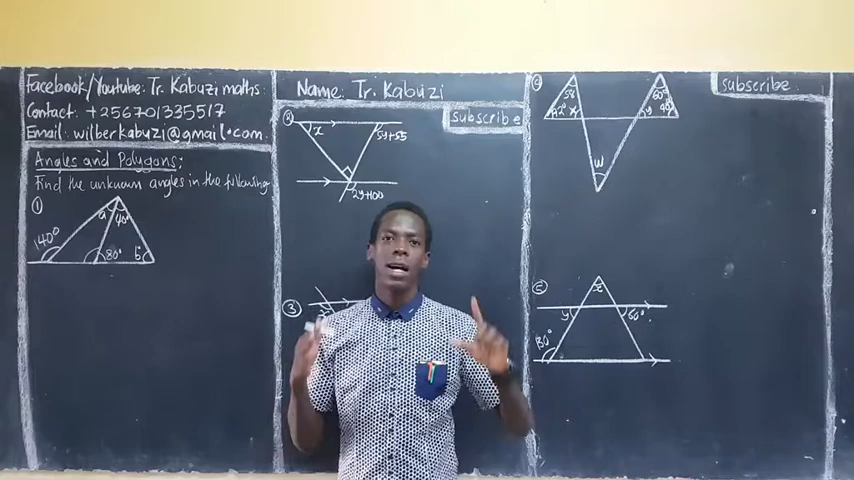 Facebook/Youtube: Tr. Kabuzi maths
Contact: +256701335517
Email: wilberkabuzi@gmail.com
Angles and Polygons:
Find the unknown angles in the following
1
a 40°
140° 80° b
Name: Tr. Kabuzi
subscribe
2
x 5y+55
2y+100
3
subscribe
58° 60°
42° x y 40°
w
5
z
y 60°
130°